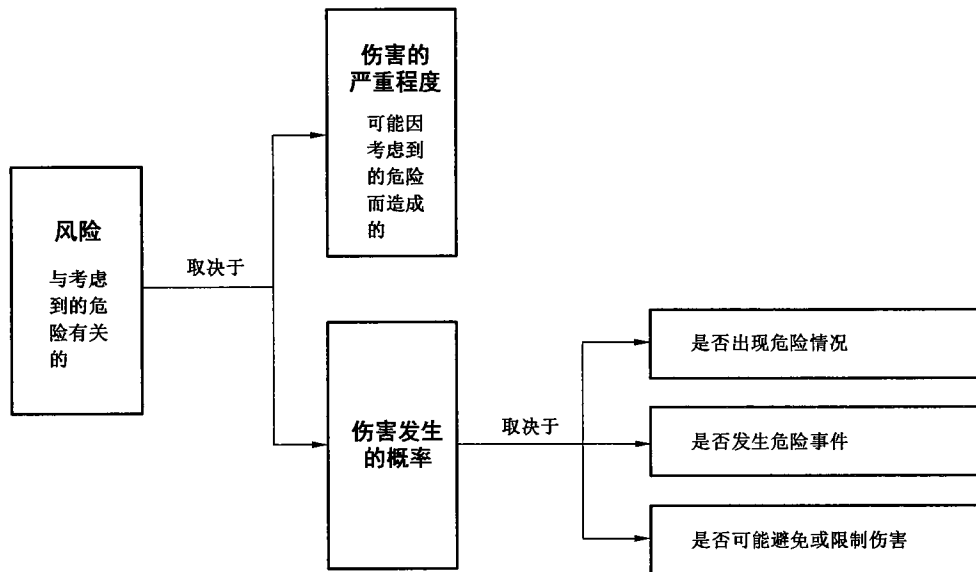 伤害的
严重程度
可能因
考虑到
的危险
而造成
的
风险
与考虑
到的危
险有关
的
取决于
伤害发生
的概率
取决于
是否出现危险情况
是否发生危险事件
是否可能避免或限制伤害